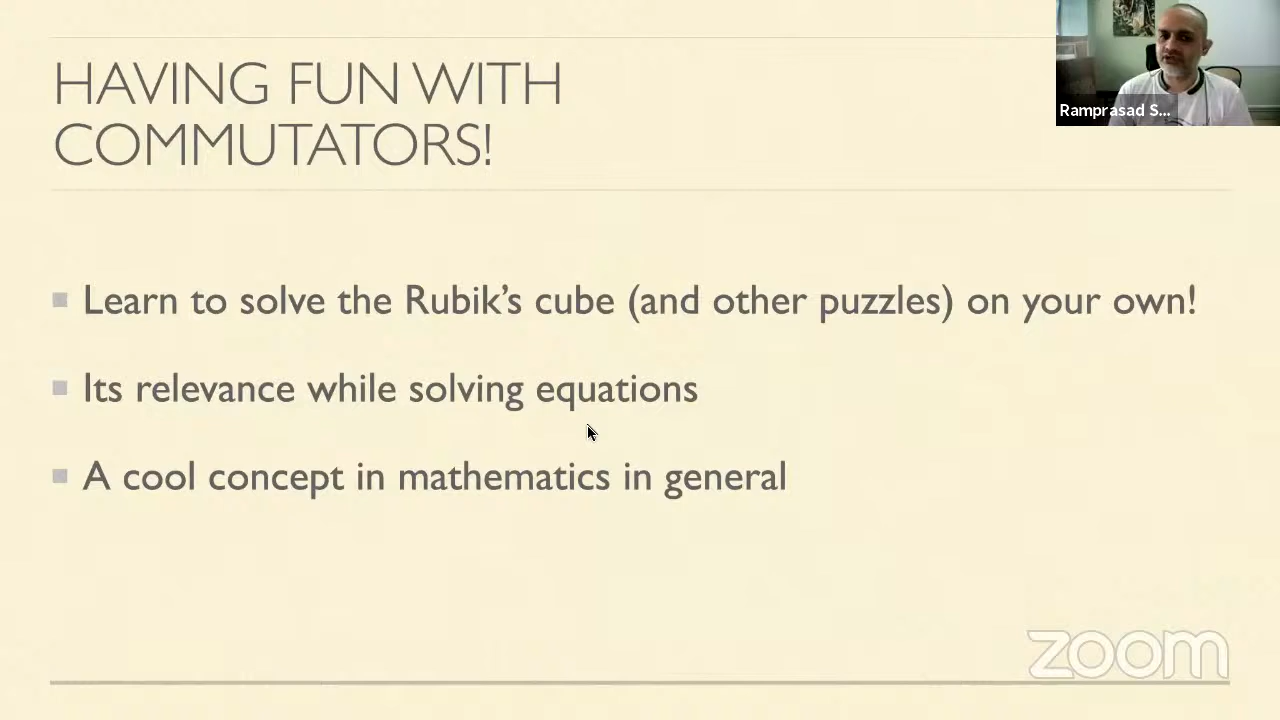 HAVING FUN WITH
COMMUTATORS!
Ramprasad S...
Learn to solve the Rubik's cube (and other puzzles) on your own!
Its relevance while solving equations
A cool concept in mathematics in general
zoom